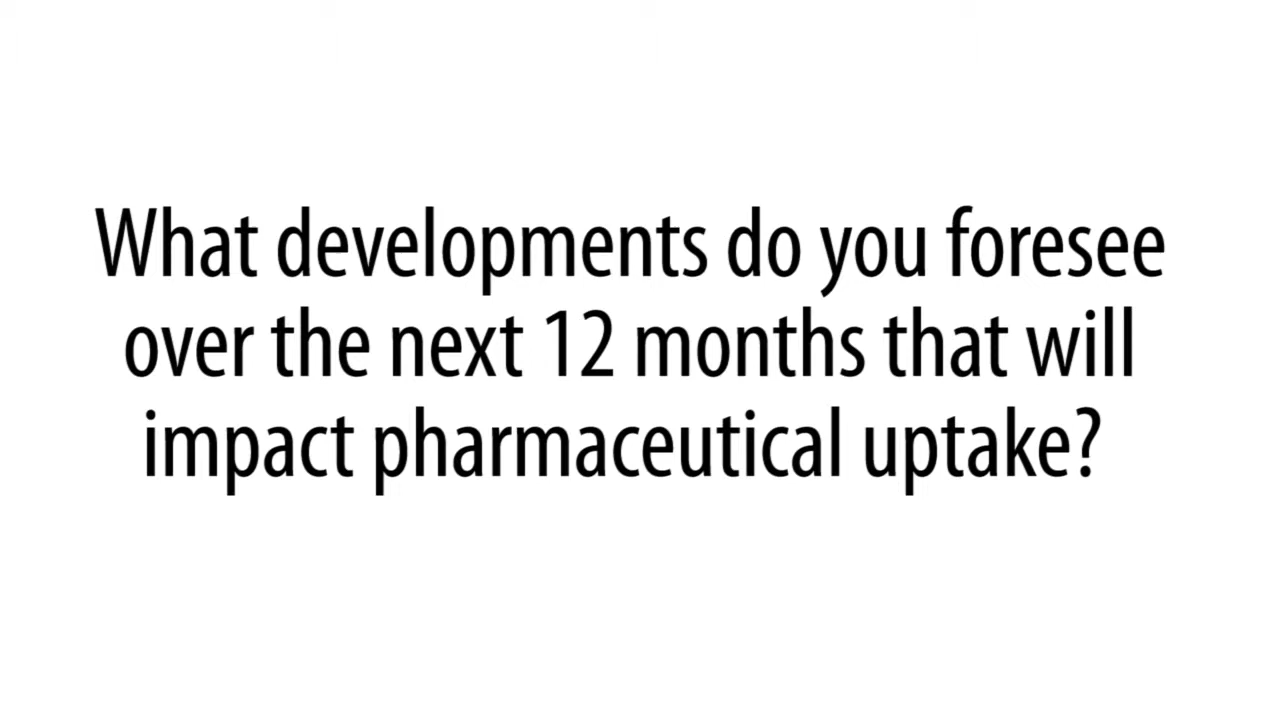 What developments do you foresee
over the next 12 months that will
impact pharmaceutical uptake?